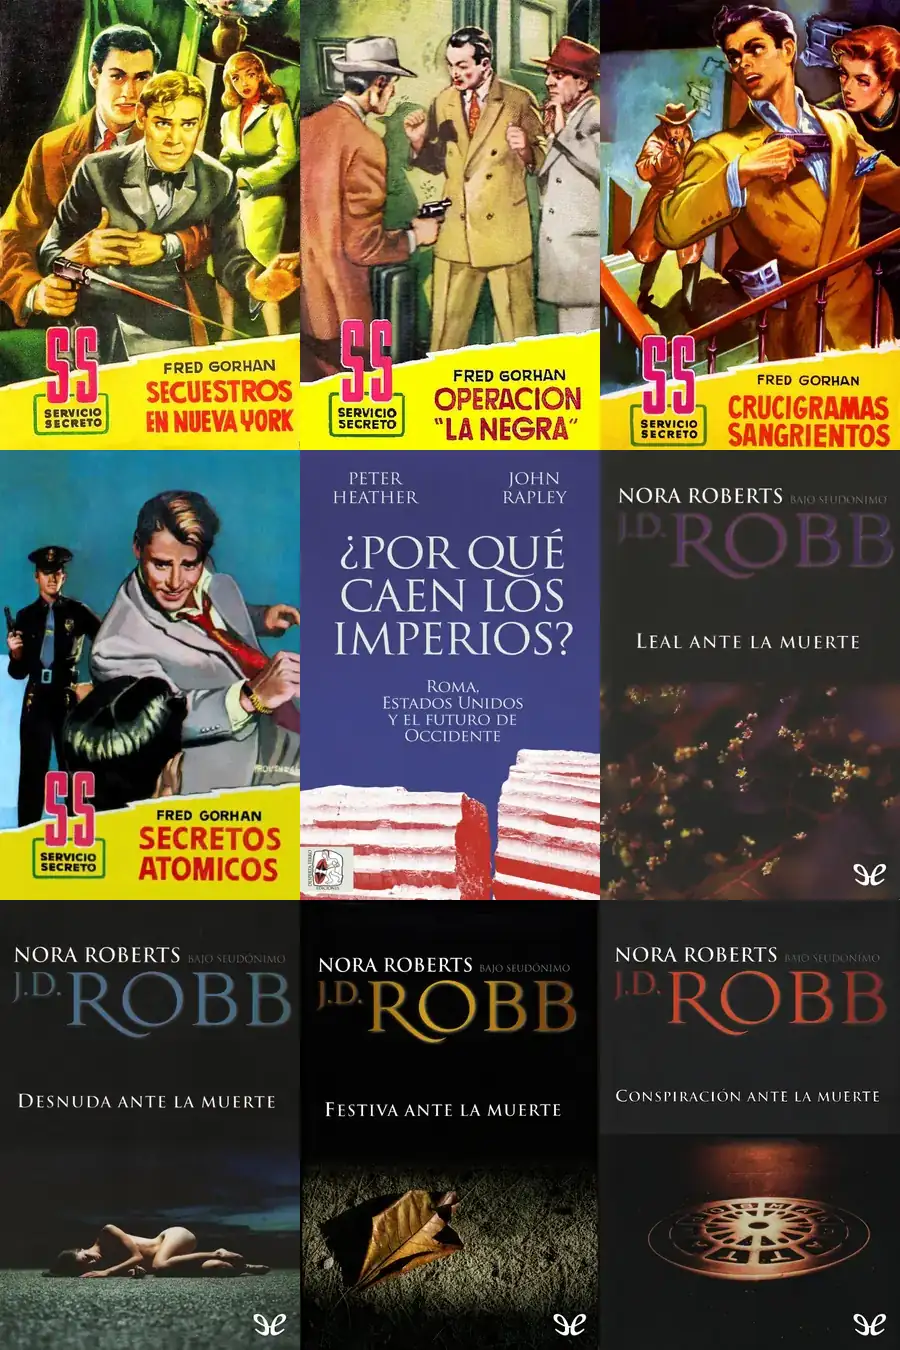 S.S
SERVICIO
SECRETO
FRED GORHAN
SECUESTROS
EN NUEVA YORK
S.S
SERVICIO
SECRETO
FRED GORHAN
OPERACION
"LA NEGRA"
S.S
SERVICIO
SECRETO
FRED GORHAN
CRUCIGRAMAS
SANGRIENTOS
S.S
SERVICIO
SECRETO
FRED GORHAN
SECRETOS
ATOMICOS
PETER
HEATHER
JOHN
RAPLEY
¿POR QUÉ
CAEN LOS
IMPERIOS?
ROMA,
ESTADOS UNIDOS
Y EL FUTURO DE
OCCIDENTE
NORA ROBERTS BAJO SEUDÓNIMO
J.D. ROBB
LEAL ANTE LA MUERTE
NORA ROBERTS BAJO SEUDÓNIMO
J.D. ROBB
DESNUDA ANTE LA MUERTE
NORA ROBERTS BAJO SEUDÓNIMO
J.D. ROBB
FESTIVA ANTE LA MUERTE
NORA ROBERTS BAJO SEUDÓNIMO
J.D. ROBB
CONSPIRACIÓN ANTE LA MUERTE